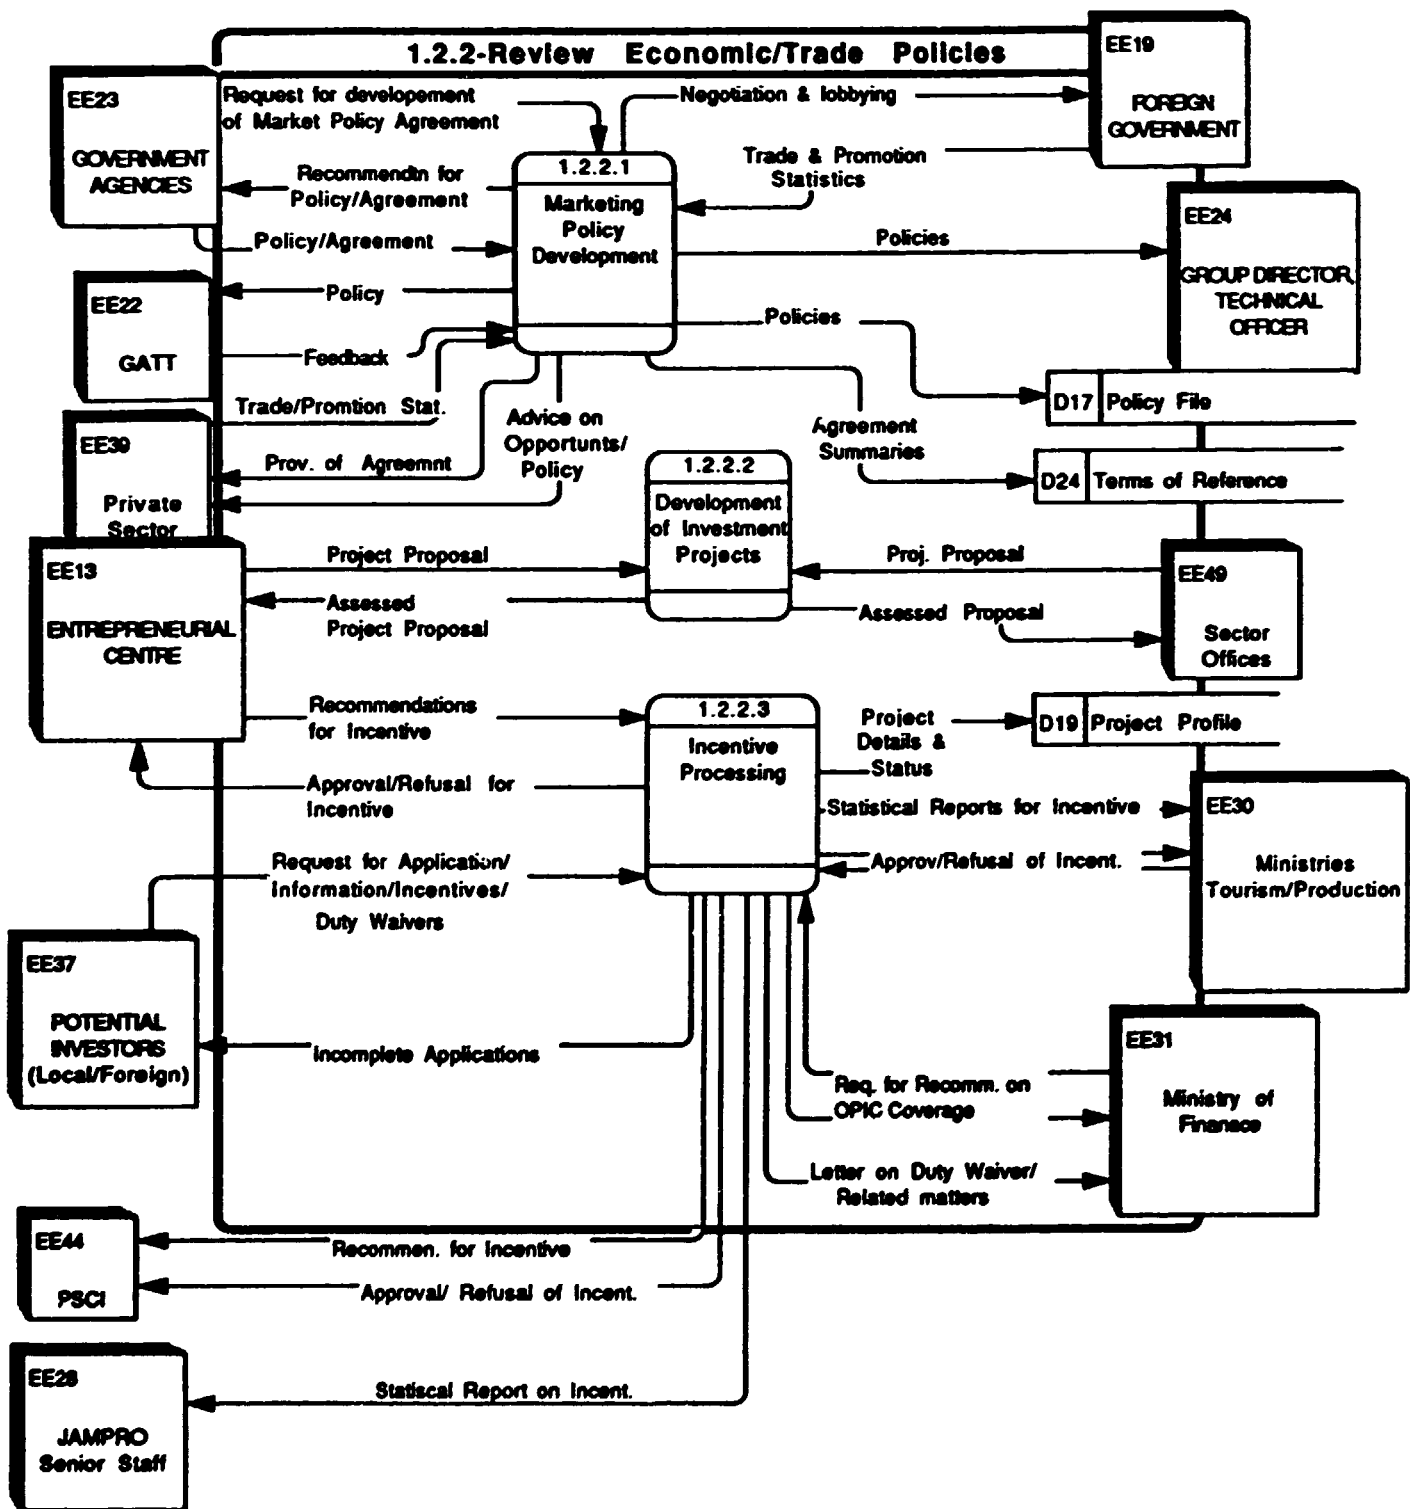 1.2.2-Review Economic/Trade Policies
EE19
FOREIGN
GOVERNMENT
EE23
GOVERNMENT
AGENCIES
Request for developement
of Market Policy Agreement
Negotiation & lobbying
Trade & Promotion
Statistics
Recommendtn for
Policy/Agreement
1.2.2.1
Marketing
Policy
Development
Policy/Agreement
Policies
EE24
GROUP DIRECTOR,
TECHNICAL
OFFICER
EE22
GATT
Policy
Feedback
Policies
Trade/Promtion Stat.
D17 Policy File
EE39
Private
Sector
Prov. of Agreemnt
Advice on
Opportunts/
Policy
Agreement
Summaries
D24 Terms of Reference
1.2.2.2
Development
of Investment
Projects
EE13
ENTREPRENEURIAL
CENTRE
Project Proposal
Assessed
Project Proposal
Proj. Proposal
Assessed Proposal
EE49
Sector
Offices
Recommendations
for Incentive
1.2.2.3
Incentive
Processing
Project
Details &
Status
D19 Project Profile
Approval/Refusal for
Incentive
Statistical Reports for Incentive
EE30
Ministries
Tourism/Production
Request for Application/
Information/Incentives/
Duty Waivers
Approv/Refusal of Incent.
EE37
POTENTIAL
INVESTORS
(Local/Foreign)
Incomplete Applications
Req. for Recomm. on
OPIC Coverage
EE31
Ministry of
Finanace
Letter on Duty Waiver/
Related matters
EE44
PSCI
Recommen. for Incentive
Approval/ Refusal of Incent.
EE28
JAMPRO
Senior Staff
Statiscal Report on Incent.